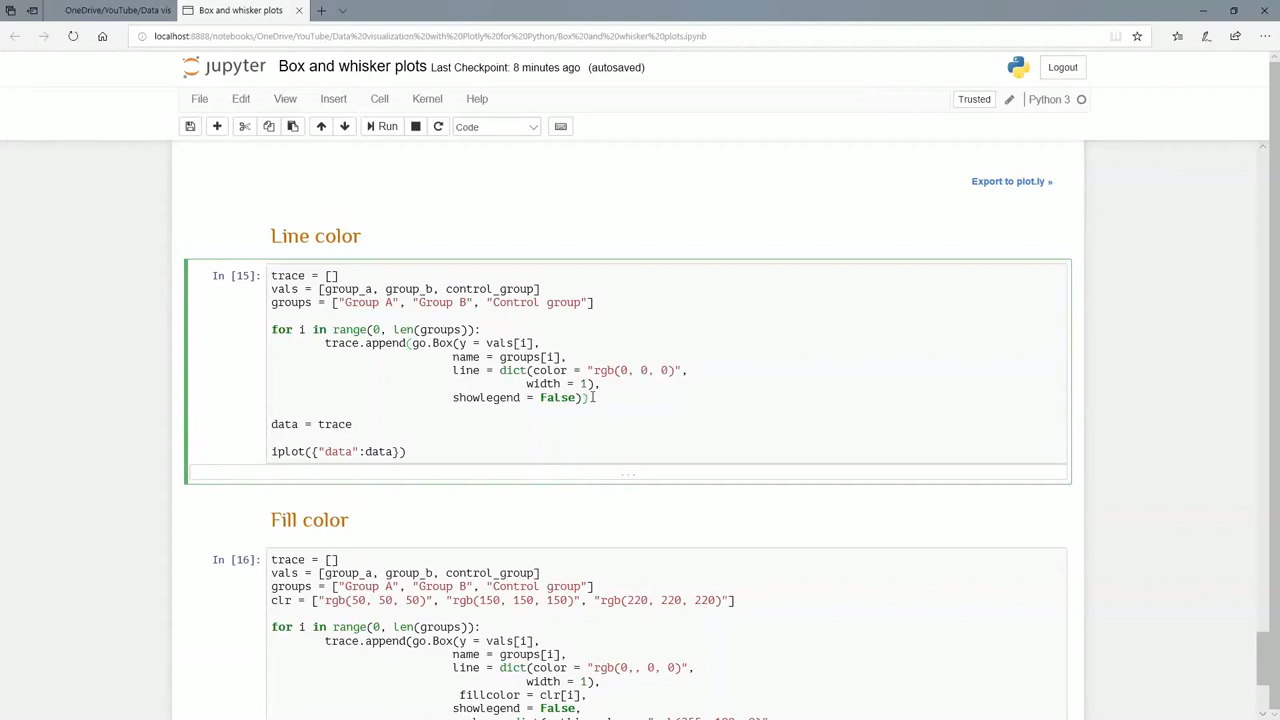 OneDrive/YouTube/Data vis
Box and whisker plots
localhost:8888/notebooks/OneDrive/YouTube/Data%20visualization%20with%20Plotly%20for%20Python/Box%20and%20whisker%20plots.ipynb
jupyter Box and whisker plots Last Checkpoint: 8 minutes ago (autosaved) Logout
File Edit View Insert Cell Kernel Help Trusted Python 3
Run Code
Export to plot.ly »
Line color
In [15]: trace = []
vals = [group_a, group_b, control_group]
groups = ["Group A", "Group B", "Control group"]
for i in range(0, len(groups)):
trace.append(go.Box(y = vals[i],
name = groups[i],
line = dict(color = "rgb(0, 0, 0)",
width = 1),
showlegend = False))
data = trace
iplot({"data":data})
...
Fill color
In [16]: trace = []
vals = [group_a, group_b, control_group]
groups = ["Group A", "Group B", "Control group"]
clr = ["rgb(50, 50, 50)", "rgb(150, 150, 150)", "rgb(220, 220, 220)"]
for i in range(0, len(groups)):
trace.append(go.Box(y = vals[i],
name = groups[i],
line = dict(color = "rgb(0,, 0, 0)",
width = 1),
fillcolor = clr[i],
showlegend = False,